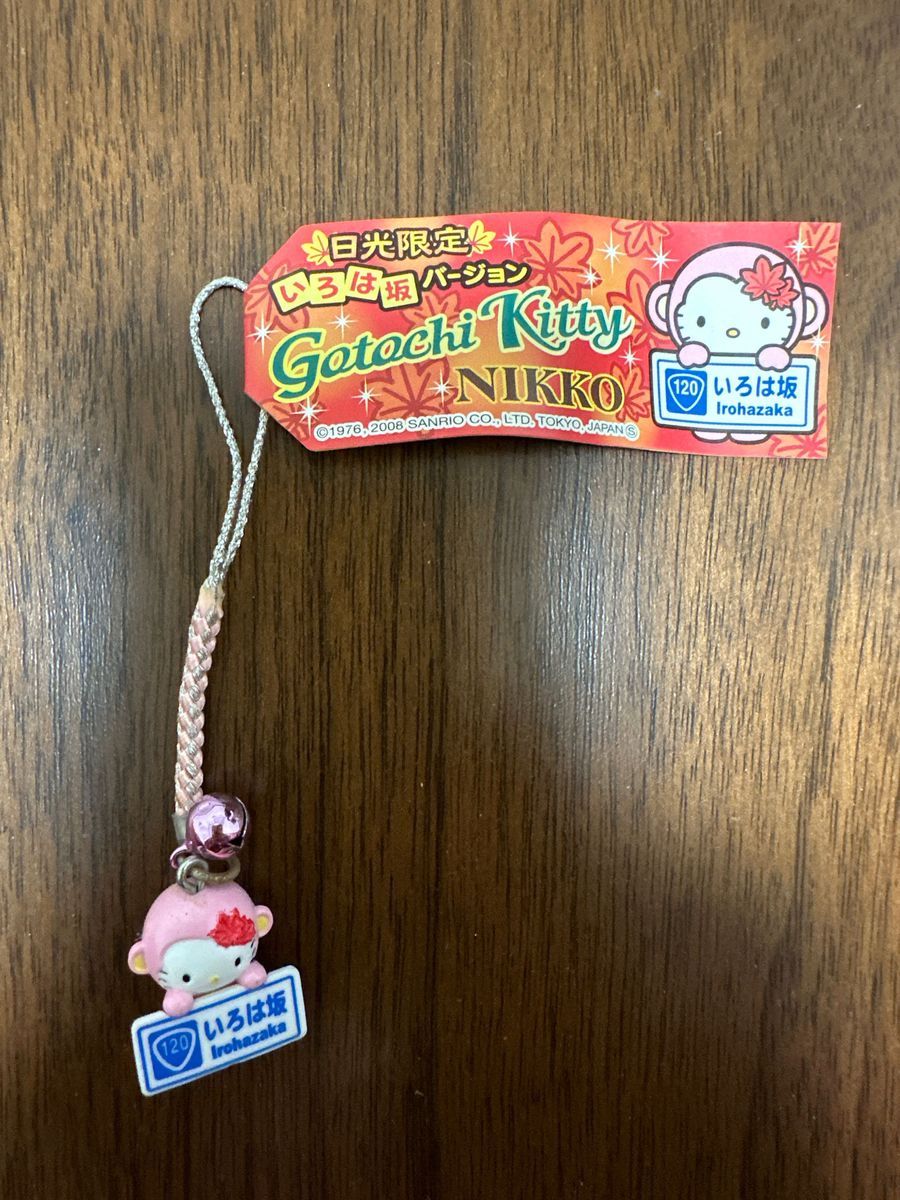 日光限定
いろは坂 バージョン
Gotochi Kitty
NIKKO
©1976, 2008 SANRIO CO., LTD. TOKYO, JAPAN Ⓢ
120 いろは坂
Irohazaka
120 いろは坂
Irohazaka